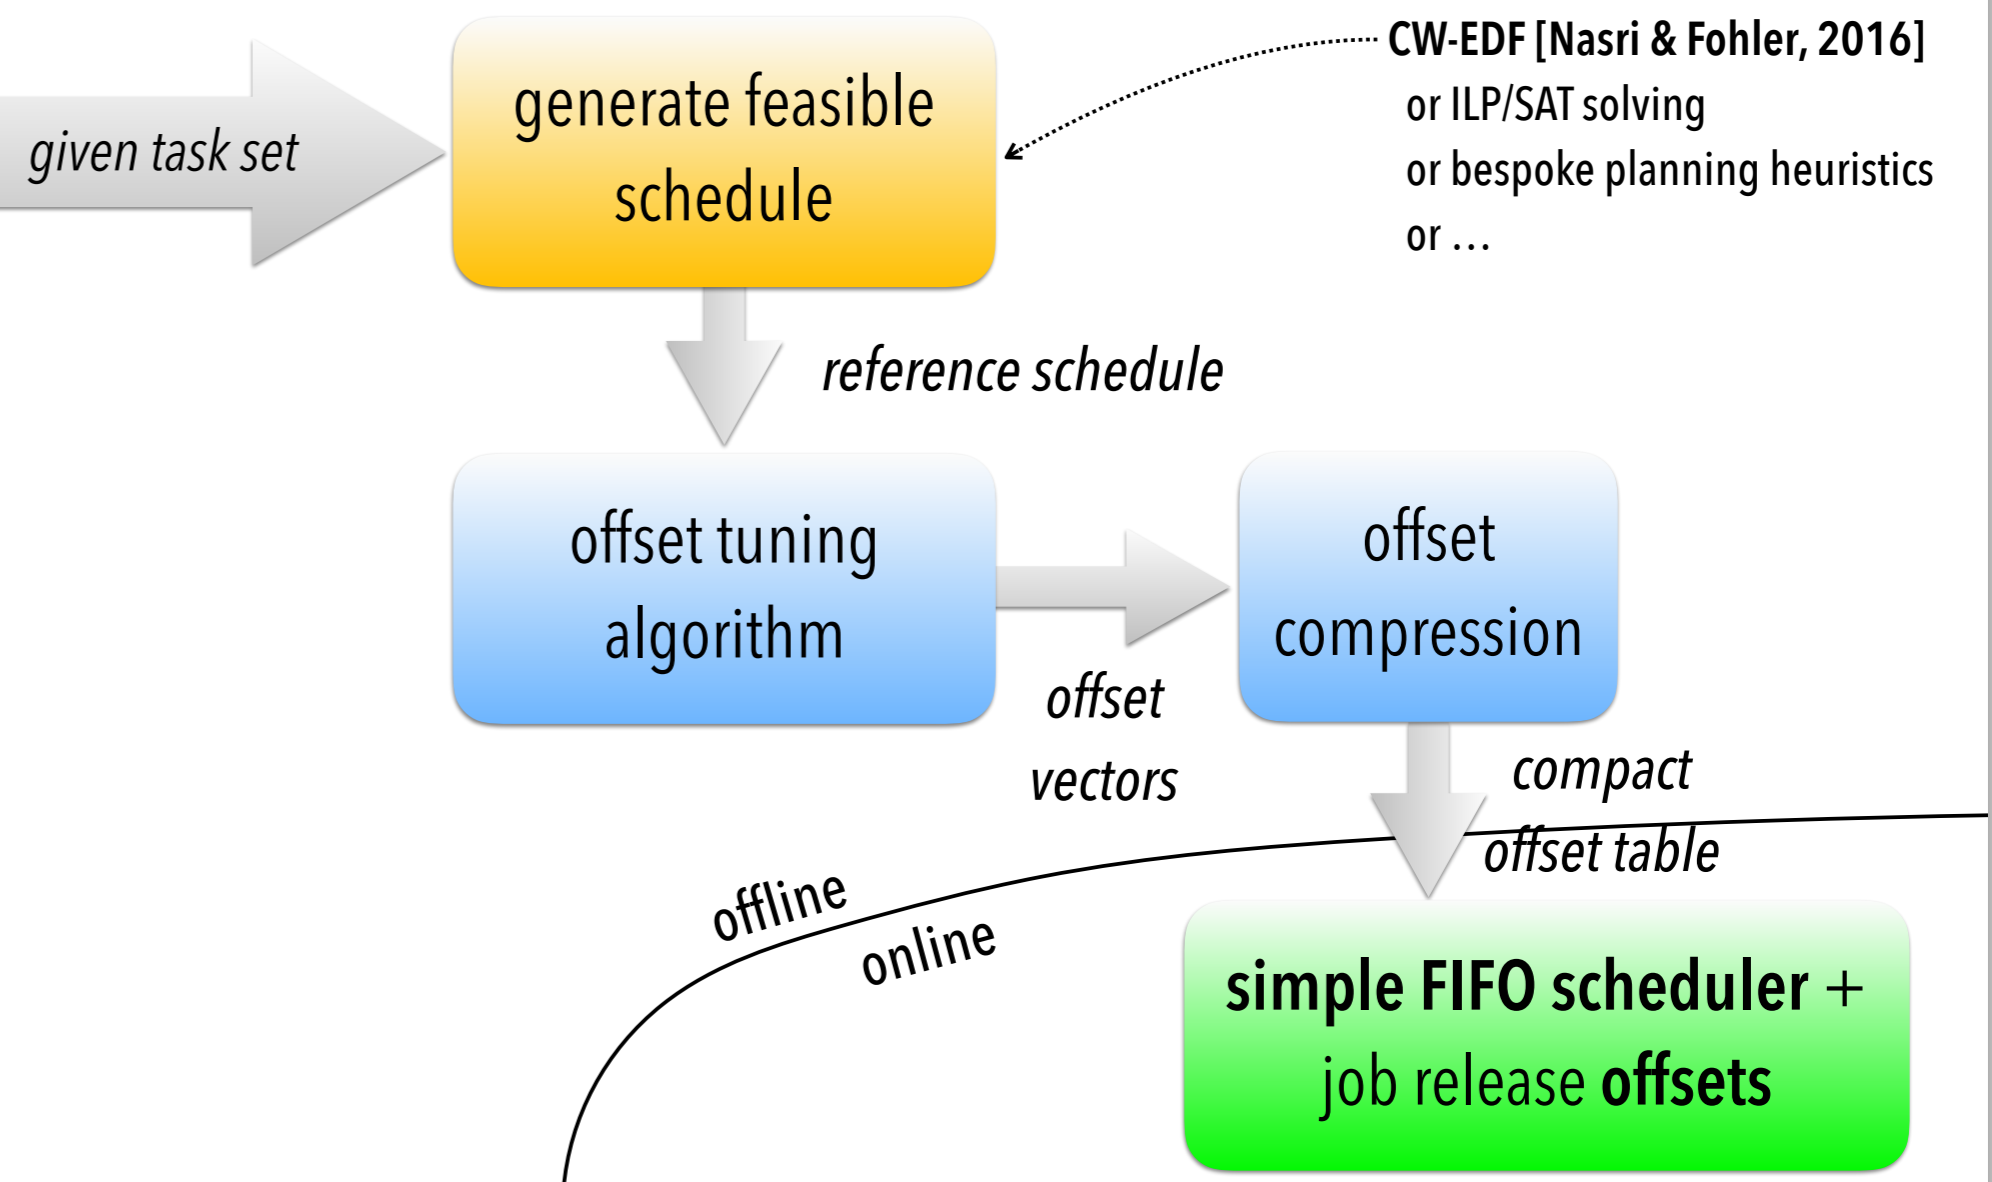 given task set
generate feasible
schedule
CW-EDF [Nasri & Fohler, 2016]
or ILP/SAT solving
or bespoke planning heuristics
or …
reference schedule
offset tuning
algorithm
offset
vectors
offset
compression
compact
offset table
offline
online
simple FIFO scheduler +
job release offsets